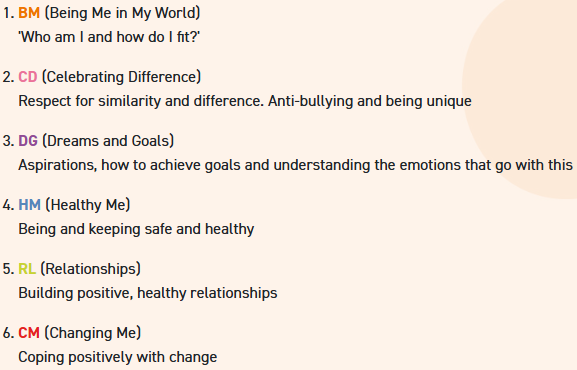 1. BM (Being Me in My World)
'Who am I and how do I fit?'
2. CD (Celebrating Difference)
Respect for similarity and difference. Anti-bullying and being unique
3. DG (Dreams and Goals)
Aspirations, how to achieve goals and understanding the emotions that go with this
4. HM (Healthy Me)
Being and keeping safe and healthy
5. RL (Relationships)
Building positive, healthy relationships
6. CM (Changing Me)
Coping positively with change